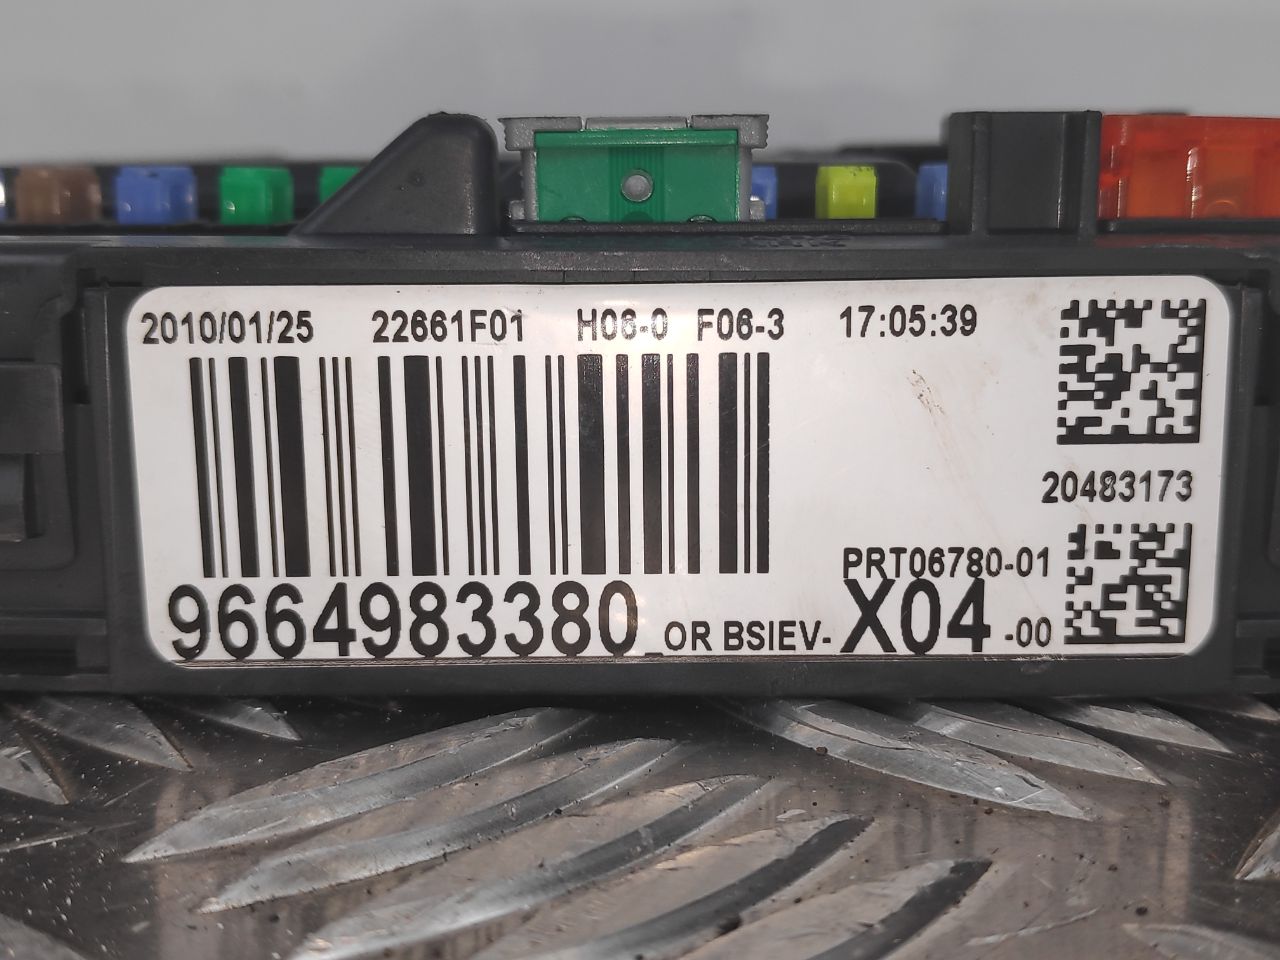 2010/01/25 22661F01 H06-0 F06-3 17:05:39
20483173
PRT06780-01
9664983380_OR BSIEV-X04-00